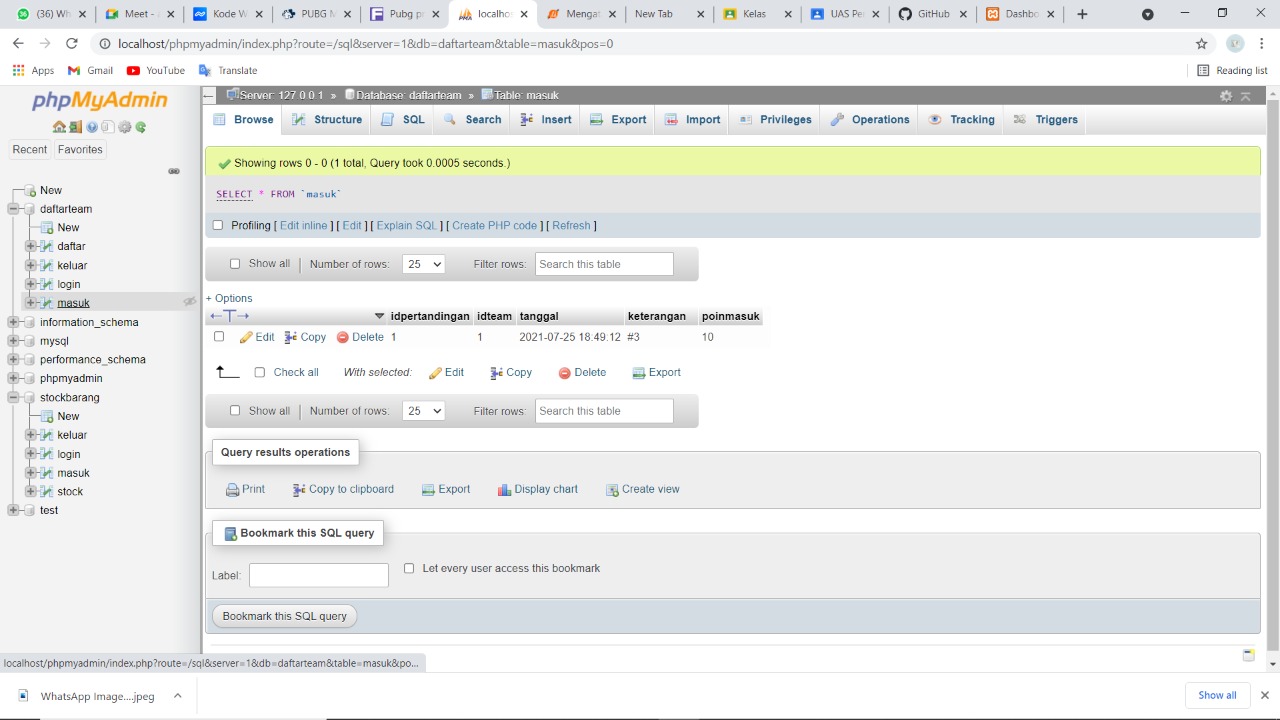 (36) Wh
Meet - a
Kode W
PUBG M
Pubg pr
localhos
Mengat
New Tab
Kelas
UAS Pe
GitHub
Dashbo
localhost/phpmyadmin/index.php?route=/sql&server=1&db=daftarteam&table=masuk&pos=0
Apps Gmail YouTube Translate Reading list
phpMyAdmin
Recent Favorites
New
daftarteam
New
daftar
keluar
login
masuk
information_schema
mysql
performance_schema
phpmyadmin
stockbarang
New
keluar
login
masuk
stock
test
Server: 127.0.0.1 » Database: daftarteam » Table: masuk
Browse Structure SQL Search Insert Export Import Privileges Operations Tracking Triggers
Showing rows 0 - 0 (1 total, Query took 0.0005 seconds.)
SELECT * FROM `masuk`
Profiling [ Edit inline ] [ Edit ] [ Explain SQL ] [ Create PHP code ] [ Refresh ]
Show all | Number of rows: 25 Filter rows: Search this table
+ Options
←T→ idpertandingan idteam tanggal keterangan poinmasuk
Edit Copy Delete 1 1 2021-07-25 18:49:12 #3 10
Check all With selected: Edit Copy Delete Export
Show all | Number of rows: 25 Filter rows: Search this table
Query results operations
Print Copy to clipboard Export Display chart Create view
Bookmark this SQL query
Label: Let every user access this bookmark
Bookmark this SQL query
localhost/phpmyadmin/index.php?route=/sql&server=1&db=daftarteam&table=masuk&po...
WhatsApp Image....jpeg Show all